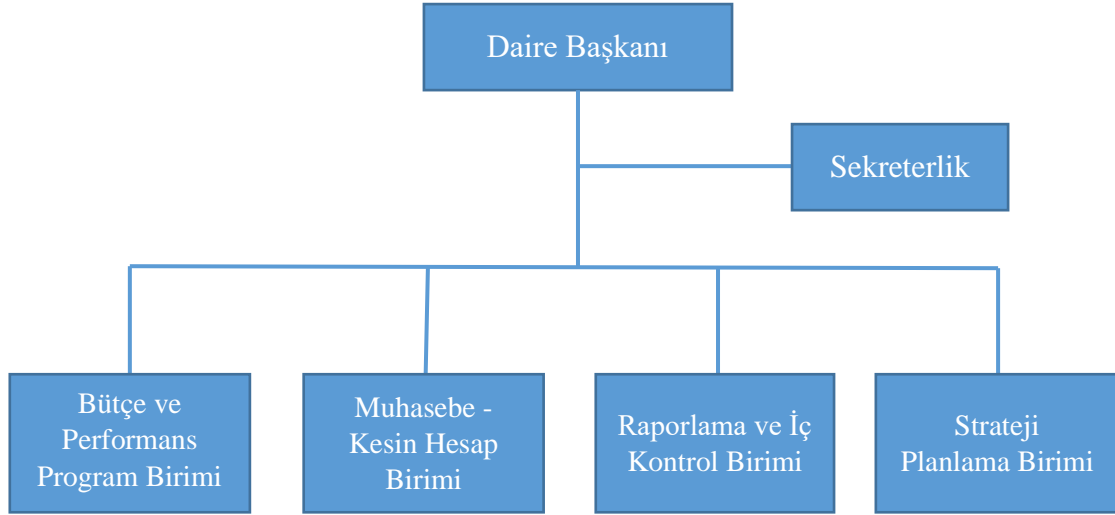 Daire Başkanı
Sekreterlik
Bütçe ve
Performans
Program Birimi
Muhasebe -
Kesin Hesap
Birimi
Raporlama ve İç
Kontrol Birimi
Strateji
Planlama Birimi